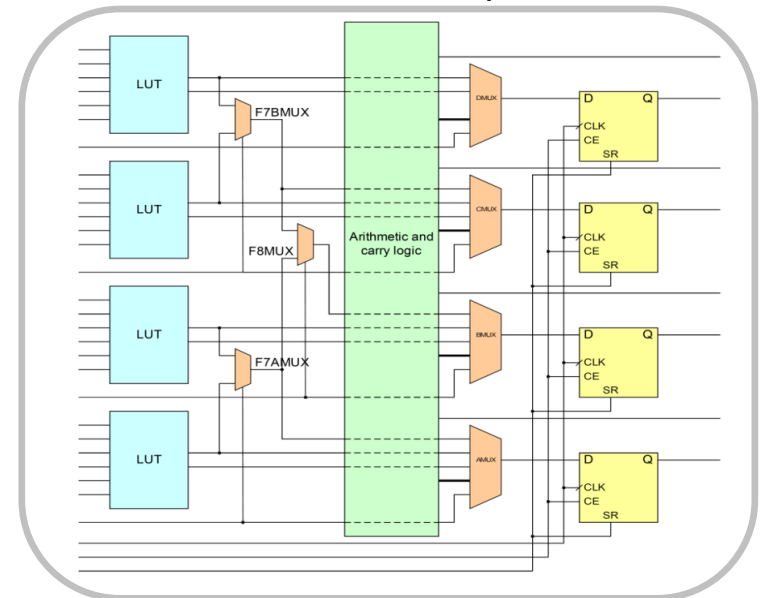 LUT
F7BMUX
DMUX
D Q
CLK
CE
SR
LUT
CMUX
D Q
CLK
CE
SR
Arithmetic and
carry logic
F8MUX
LUT
F7AMUX
BMUX
D Q
CLK
CE
SR
LUT
AMUX
D Q
CLK
CE
SR